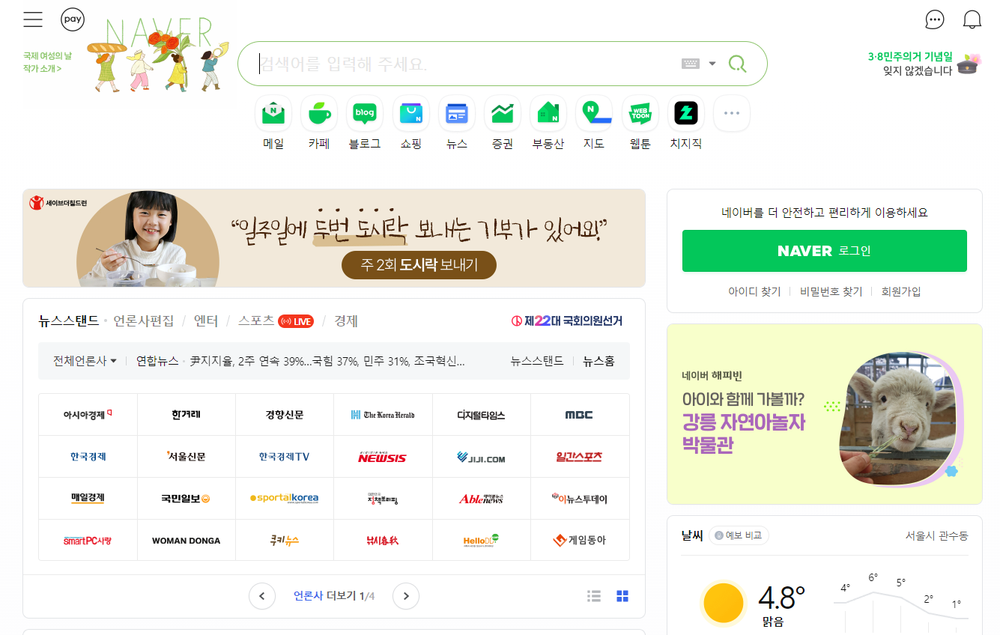 pay
NAVER
국제 여성의 날
작가 소개 >
검색어를 입력해 주세요.
3·8민주의거 기념일
잊지 않겠습니다
N
blog
N
N
N
WEB
TOON
메일
카페
블로그
쇼핑
뉴스
증권
부동산
지도
웹툰
치지직
세이브더칠드런
“일주일에 두번 도시락 보내는 기부가 있어요!”
주 2회 도시락 보내기
네이버를 더 안전하고 편리하게 이용하세요
NAVER 로그인
아이디 찾기
비밀번호 찾기
회원가입
뉴스스탠드
언론사편집
엔터
스포츠 LIVE
경제
제22대 국회의원선거
전체언론사
연합뉴스
尹지지율, 2주 연속 39%…국힘 37%, 민주 31%, 조국혁신...
뉴스스탠드
뉴스홈
아시아경제
한겨레
경향신문
The Korea Herald
디지털타임스
MBC
한국경제
서울신문
한국경제TV
NEWSIS
JIJI.COM
일간스포츠
매일경제
국민일보
sportalkorea
정책브리핑
Ablenews
에이블뉴스
이뉴스투데이
smartPC사랑
WOMAN DONGA
쿠키뉴스
낚시春秋
HelloDD
게임동아
언론사 더보기 1/4
네이버 해피빈
아이와 함께 가볼까?
강릉 자연아놀자
박물관
날씨
예보 비교
서울시 관수동
4.8°
맑음
4°
6°
5°
2°
1°